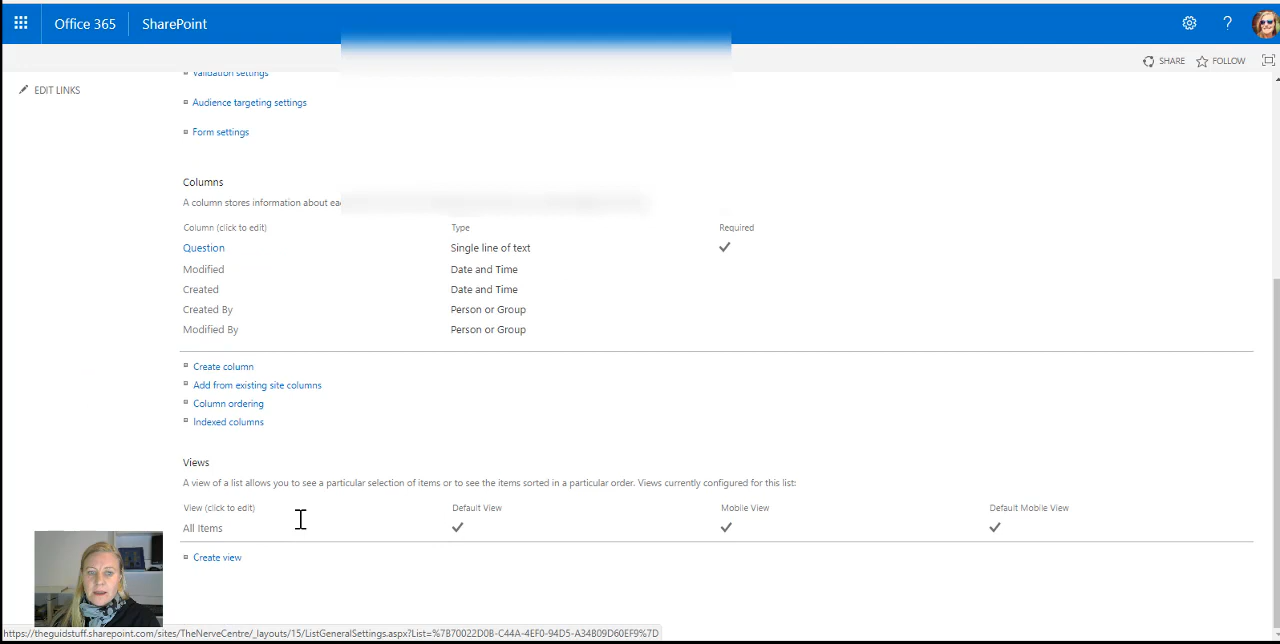 Office 365 SharePoint ?
SHARE FOLLOW
EDIT LINKS
Validation settings
Audience targeting settings
Form settings
Columns
A column stores information about
Column (click to edit) Type Required
Question Single line of text
Modified Date and Time
Created Date and Time
Created By Person or Group
Modified By Person or Group
Create column
Add from existing site columns
Column ordering
Indexed columns
Views
A view of a list allows you to see a particular selection of items or to see the items sorted in a particular order. Views currently configured for this list:
View (click to edit) Default View Mobile View Default Mobile View
All Items
Create view
https://theguidstuff.sharepoint.com/sites/TheNerveCentre/_layouts/15/ListGeneralSettings.aspx?List=%7B70022D0B-C44A-4EF0-94D5-A34B09D60EF9%7D